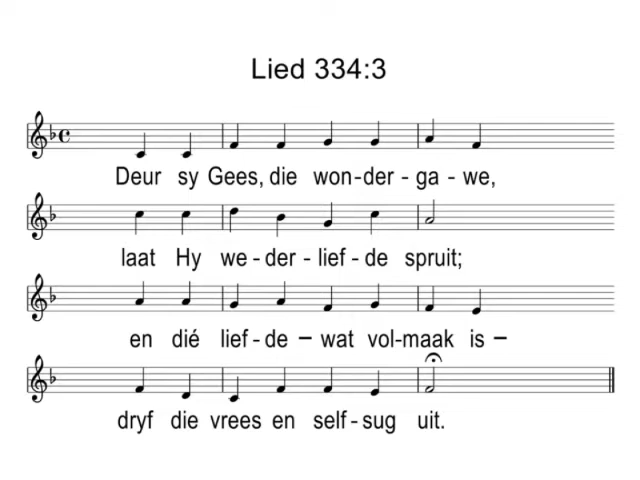 Lied 334:3
Deur sy Gees, die won-der-ga-we,
laat Hy we-der-lief-de spruit;
en dié lief-de – wat vol-maak is –
dryf die vrees en self-sug uit.